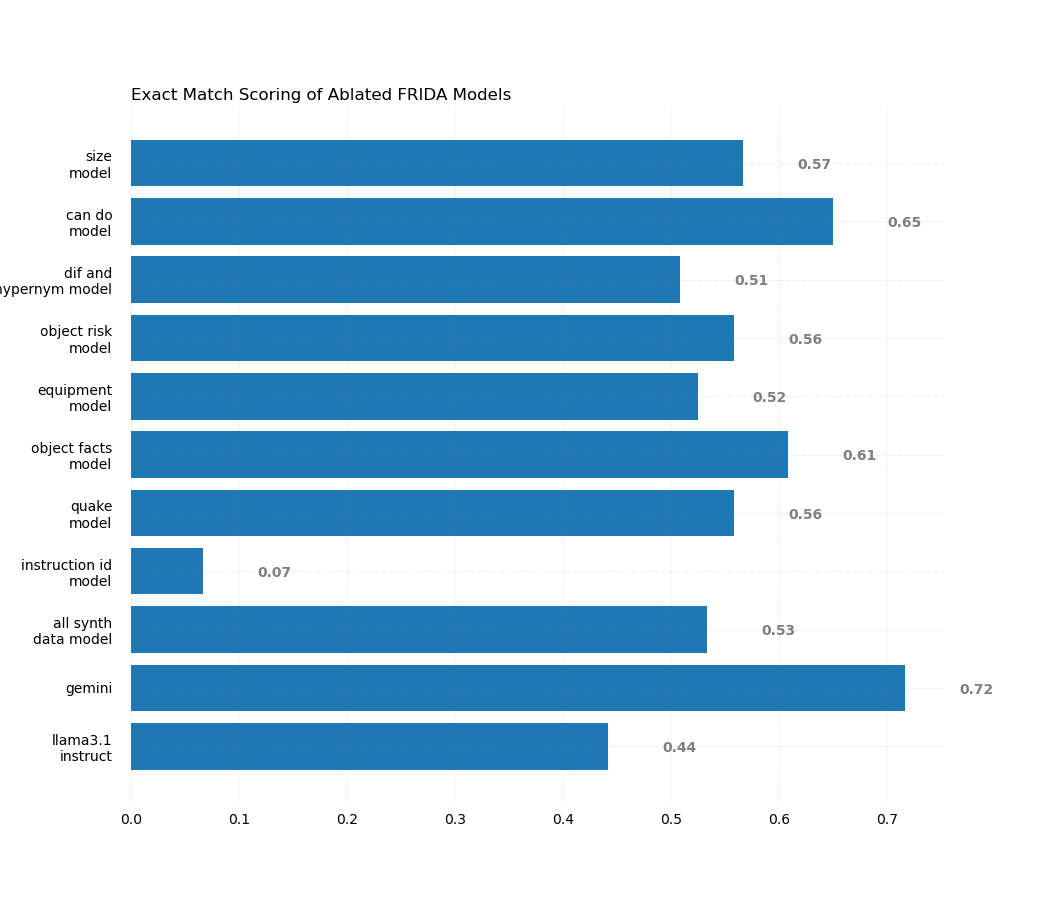 Exact Match Scoring of Ablated FRIDA Models
size
model
0.57
can do
model
0.65
dif and
hypernym model
0.51
object risk
model
0.56
equipment
model
0.52
object facts
model
0.61
quake
model
0.56
instruction id
model
0.07
all synth
data model
0.53
gemini
0.72
llama3.1
instruct
0.44
0.0 0.1 0.2 0.3 0.4 0.5 0.6 0.7